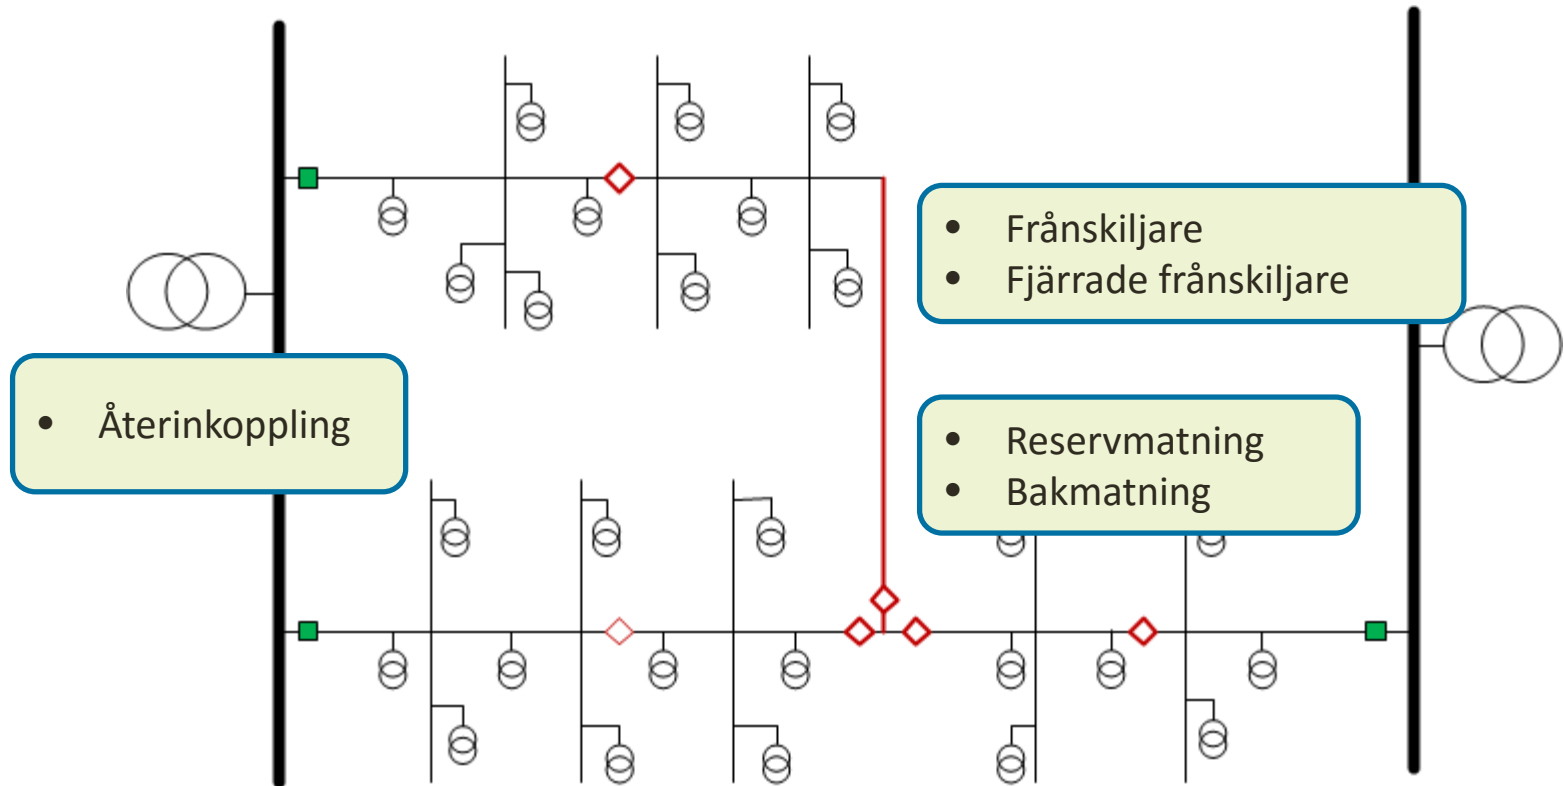 • Frånskiljare
• Fjärrade frånskiljare
• Återinkoppling
• Reservmatning
• Bakmatning